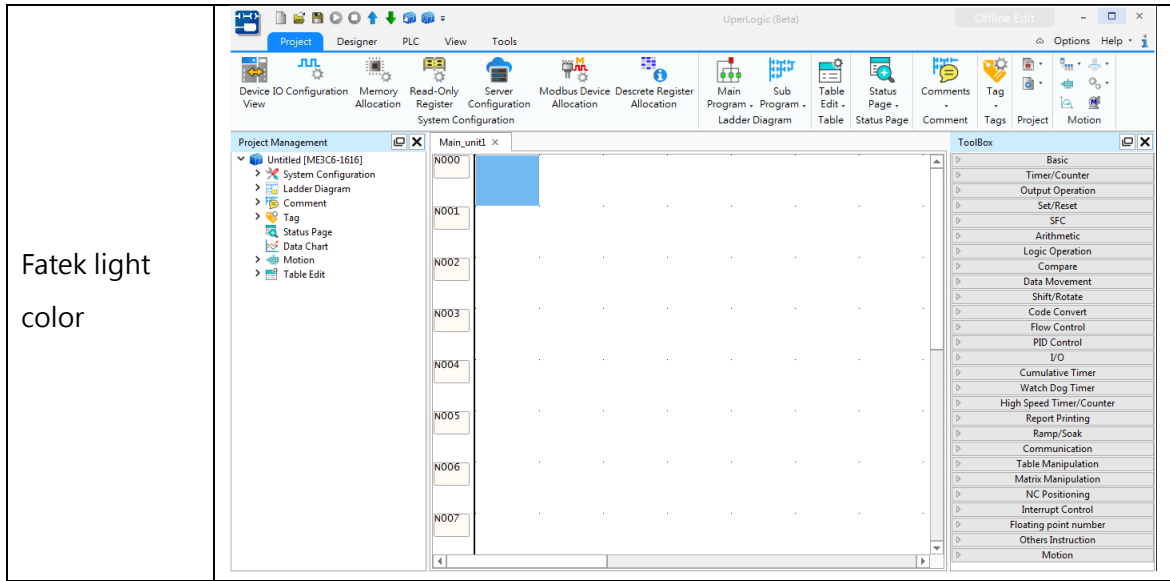 Fatek light
color
UperLogic (Beta)
Offline Edit
Project Designer PLC View Tools
Options Help
Device IO Configuration Memory Read-Only Server Modbus Device Descrete Register Main Sub Table Status Comments Tag
View Allocation Register Configuration Allocation Allocation Program Program Edit Page
System Configuration Ladder Diagram Table Status Page Comment Tags Project Motion
Project Management
Untitled [ME3C6-1616]
System Configuration
Ladder Diagram
Comment
Tag
Status Page
Data Chart
Motion
Table Edit
Main_unit1
N000
N001
N002
N003
N004
N005
N006
N007
ToolBox
Basic
Timer/Counter
Output Operation
Set/Reset
SFC
Arithmetic
Logic Operation
Compare
Data Movement
Shift/Rotate
Code Convert
Flow Control
PID Control
I/O
Cumulative Timer
Watch Dog Timer
High Speed Timer/Counter
Report Printing
Ramp/Soak
Communication
Table Manipulation
Matrix Manipulation
NC Positioning
Interrupt Control
Floating point number
Others Instruction
Motion